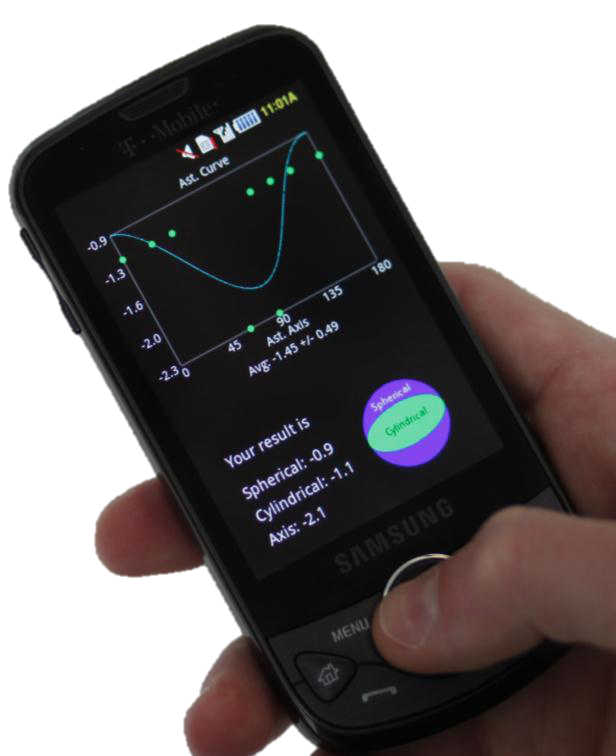 T··Mobile·
11:01A
Ast. Curve
-0.9
-1.3
-1.6
-2.0
-2.3
0
45
90
135
180
Ast. Axis
Avg: -1.45 +/- 0.49
Your result is
Spherical: -0.9
Cylindrical: -1.1
Axis: -2.1
Spherical
Cylindrical
SAMSUNG
MENU